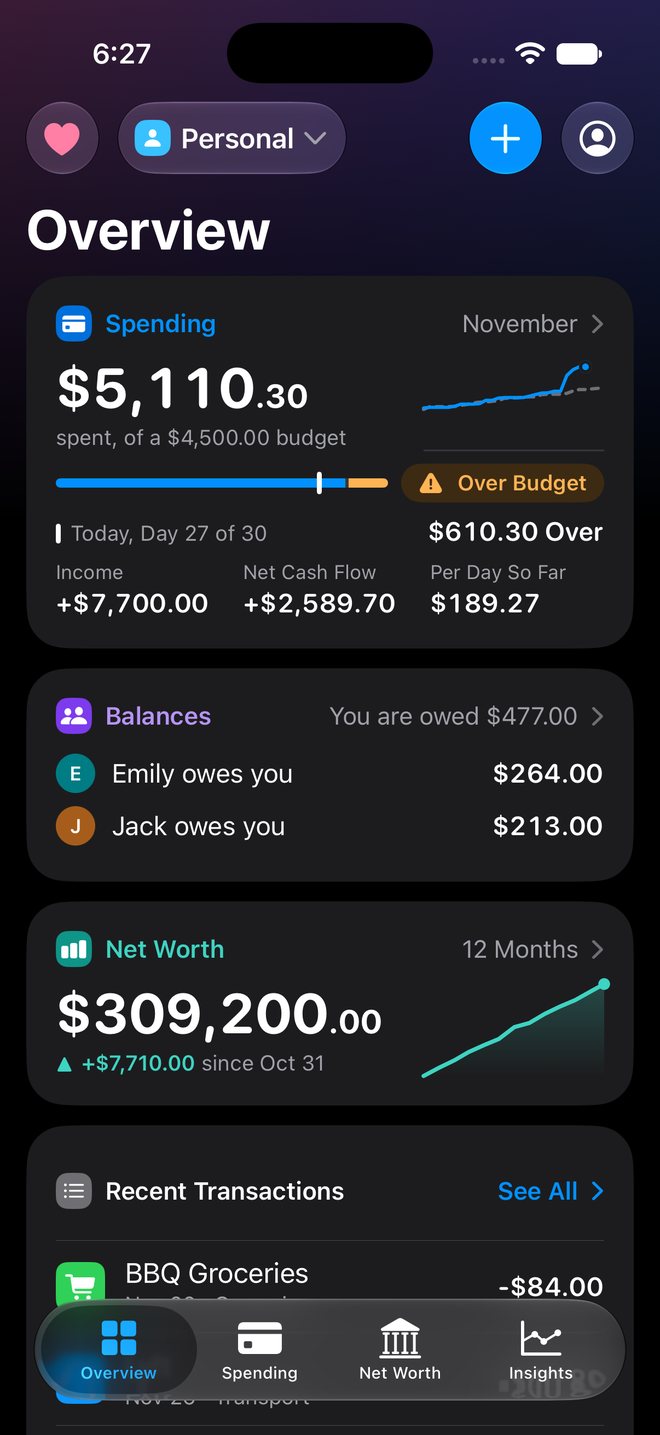 6:27
Personal
Overview
Spending
November
$5,110.30
spent, of a $4,500.00 budget
Over Budget
Today, Day 27 of 30
$610.30 Over
Income
Net Cash Flow
Per Day So Far
+$7,700.00
+$2,589.70
$189.27
Balances
You are owed $477.00
E
Emily owes you
$264.00
J
Jack owes you
$213.00
Net Worth
12 Months
$309,200.00
+$7,710.00 since Oct 31
Recent Transactions
See All
BBQ Groceries
-$84.00
Overview
Spending
Net Worth
Insights
Transport